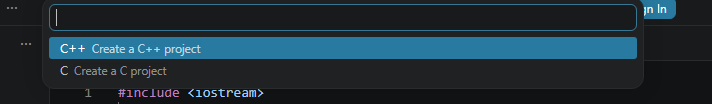 gn In
C++ Create a C++ project
C Create a C project
1 #include <iostream>